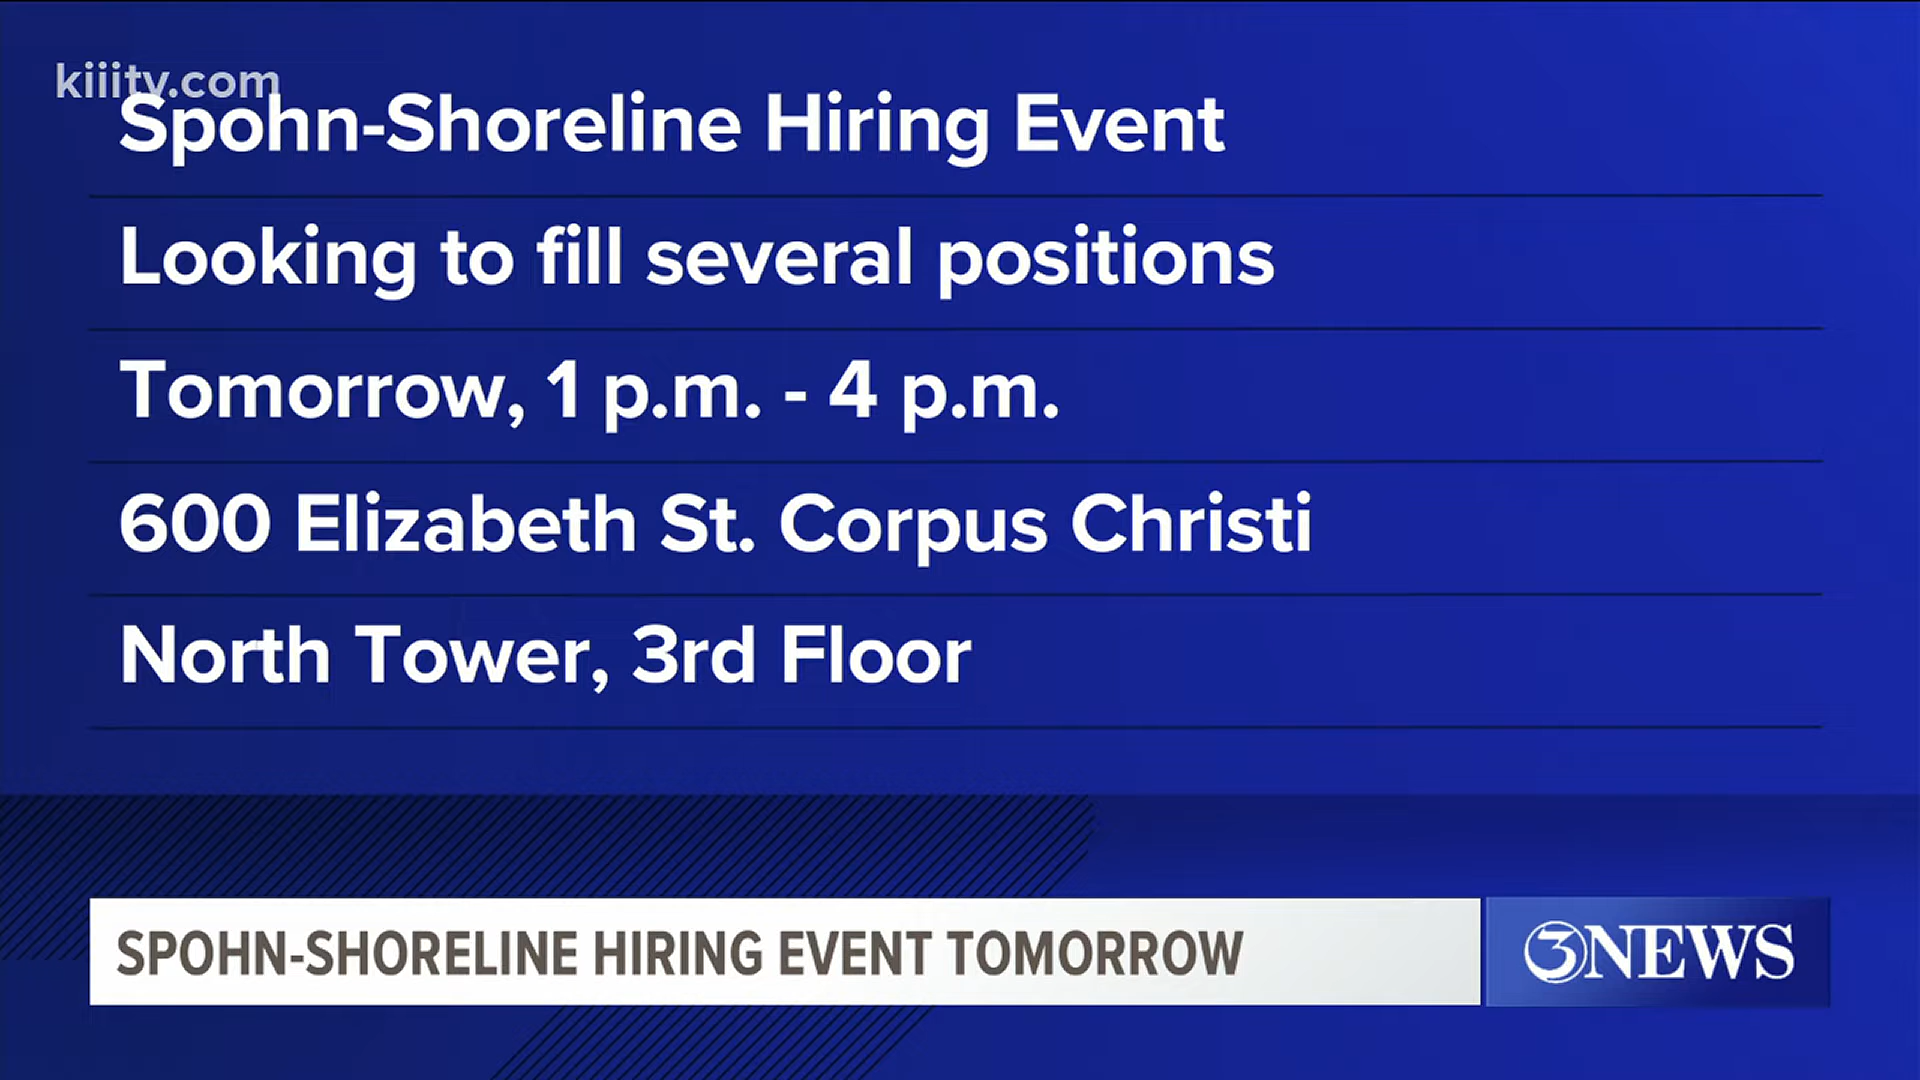 kiiitv.com
Spohn-Shoreline Hiring Event
Looking to fill several positions
Tomorrow, 1 p.m. - 4 p.m.
600 Elizabeth St. Corpus Christi
North Tower, 3rd Floor
SPOHN-SHORELINE HIRING EVENT TOMORROW
3NEWS